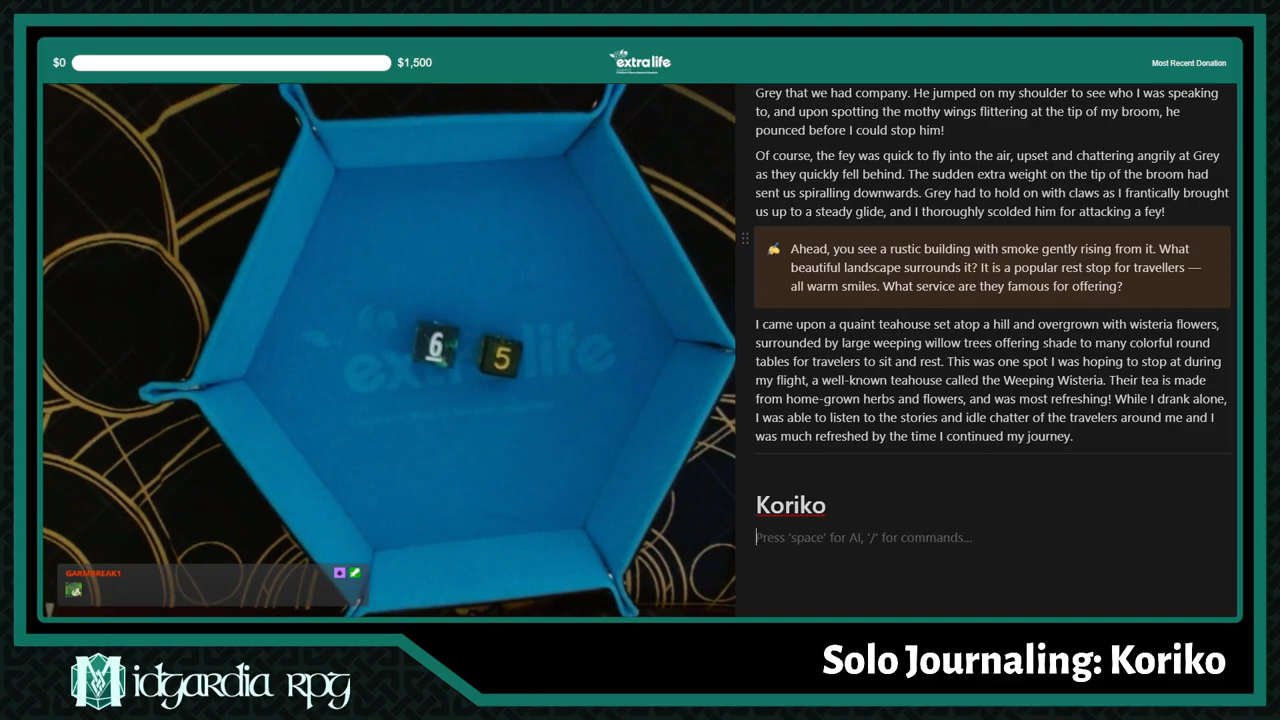 $0
$1,500
extralife
Most Recent Donation
Grey that we had company. He jumped on my shoulder to see who I was speaking
to, and upon spotting the mothy wings flittering at the tip of my broom, he
pounced before I could stop him!
Of course, the fey was quick to fly into the air, upset and chattering angrily at Grey
as they quickly fell behind. The sudden extra weight on the tip of the broom had
sent us spiralling downwards. Grey had to hold on with claws as I frantically brought
us up to a steady glide, and I thoroughly scolded him for attacking a fey!
Ahead, you see a rustic building with smoke gently rising from it. What
beautiful landscape surrounds it? It is a popular rest stop for travellers —
all warm smiles. What service are they famous for offering?
I came upon a quaint teahouse set atop a hill and overgrown with wisteria flowers,
surrounded by large weeping willow trees offering shade to many colorful round
tables for travelers to sit and rest. This was one spot I was hoping to stop at during
my flight, a well-known teahouse called the Weeping Wisteria. Their tea is made
from home-grown herbs and flowers, and was most refreshing! While I drank alone,
I was able to listen to the stories and idle chatter of the travelers around me and I
was much refreshed by the time I continued my journey.
Koriko
Press 'space' for AI, '/' for commands...
6 5
extralife
GARMBREAK1
Midgardia RPG
Solo Journaling: Koriko